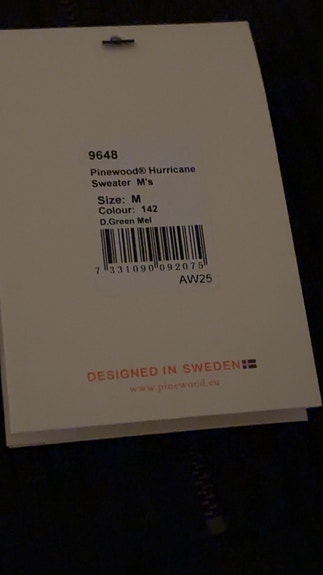 9648
Pinewood® Hurricane
Sweater M's
Size: M
Colour: 142
D.Green Mel
7 331090 092075
AW25
DESIGNED IN SWEDEN
www.pinewood.eu